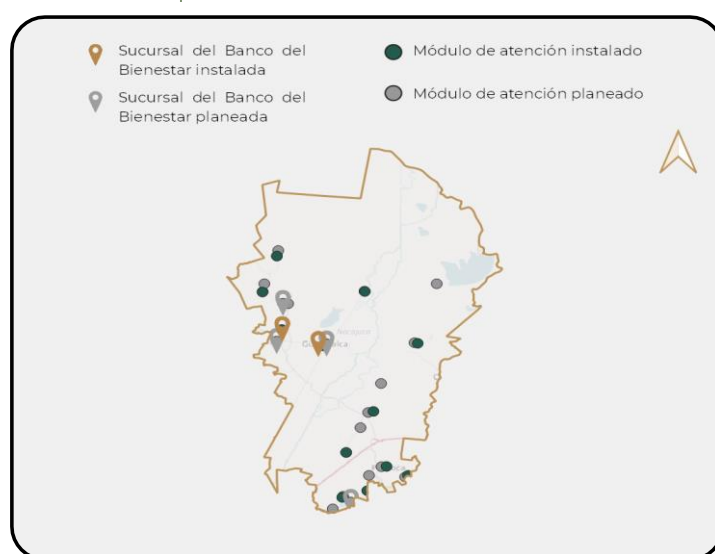 Sucursal del Banco del
Bienestar instalada
Sucursal del Banco del
Bienestar planeada
Módulo de atención instalado
Módulo de atención planeado